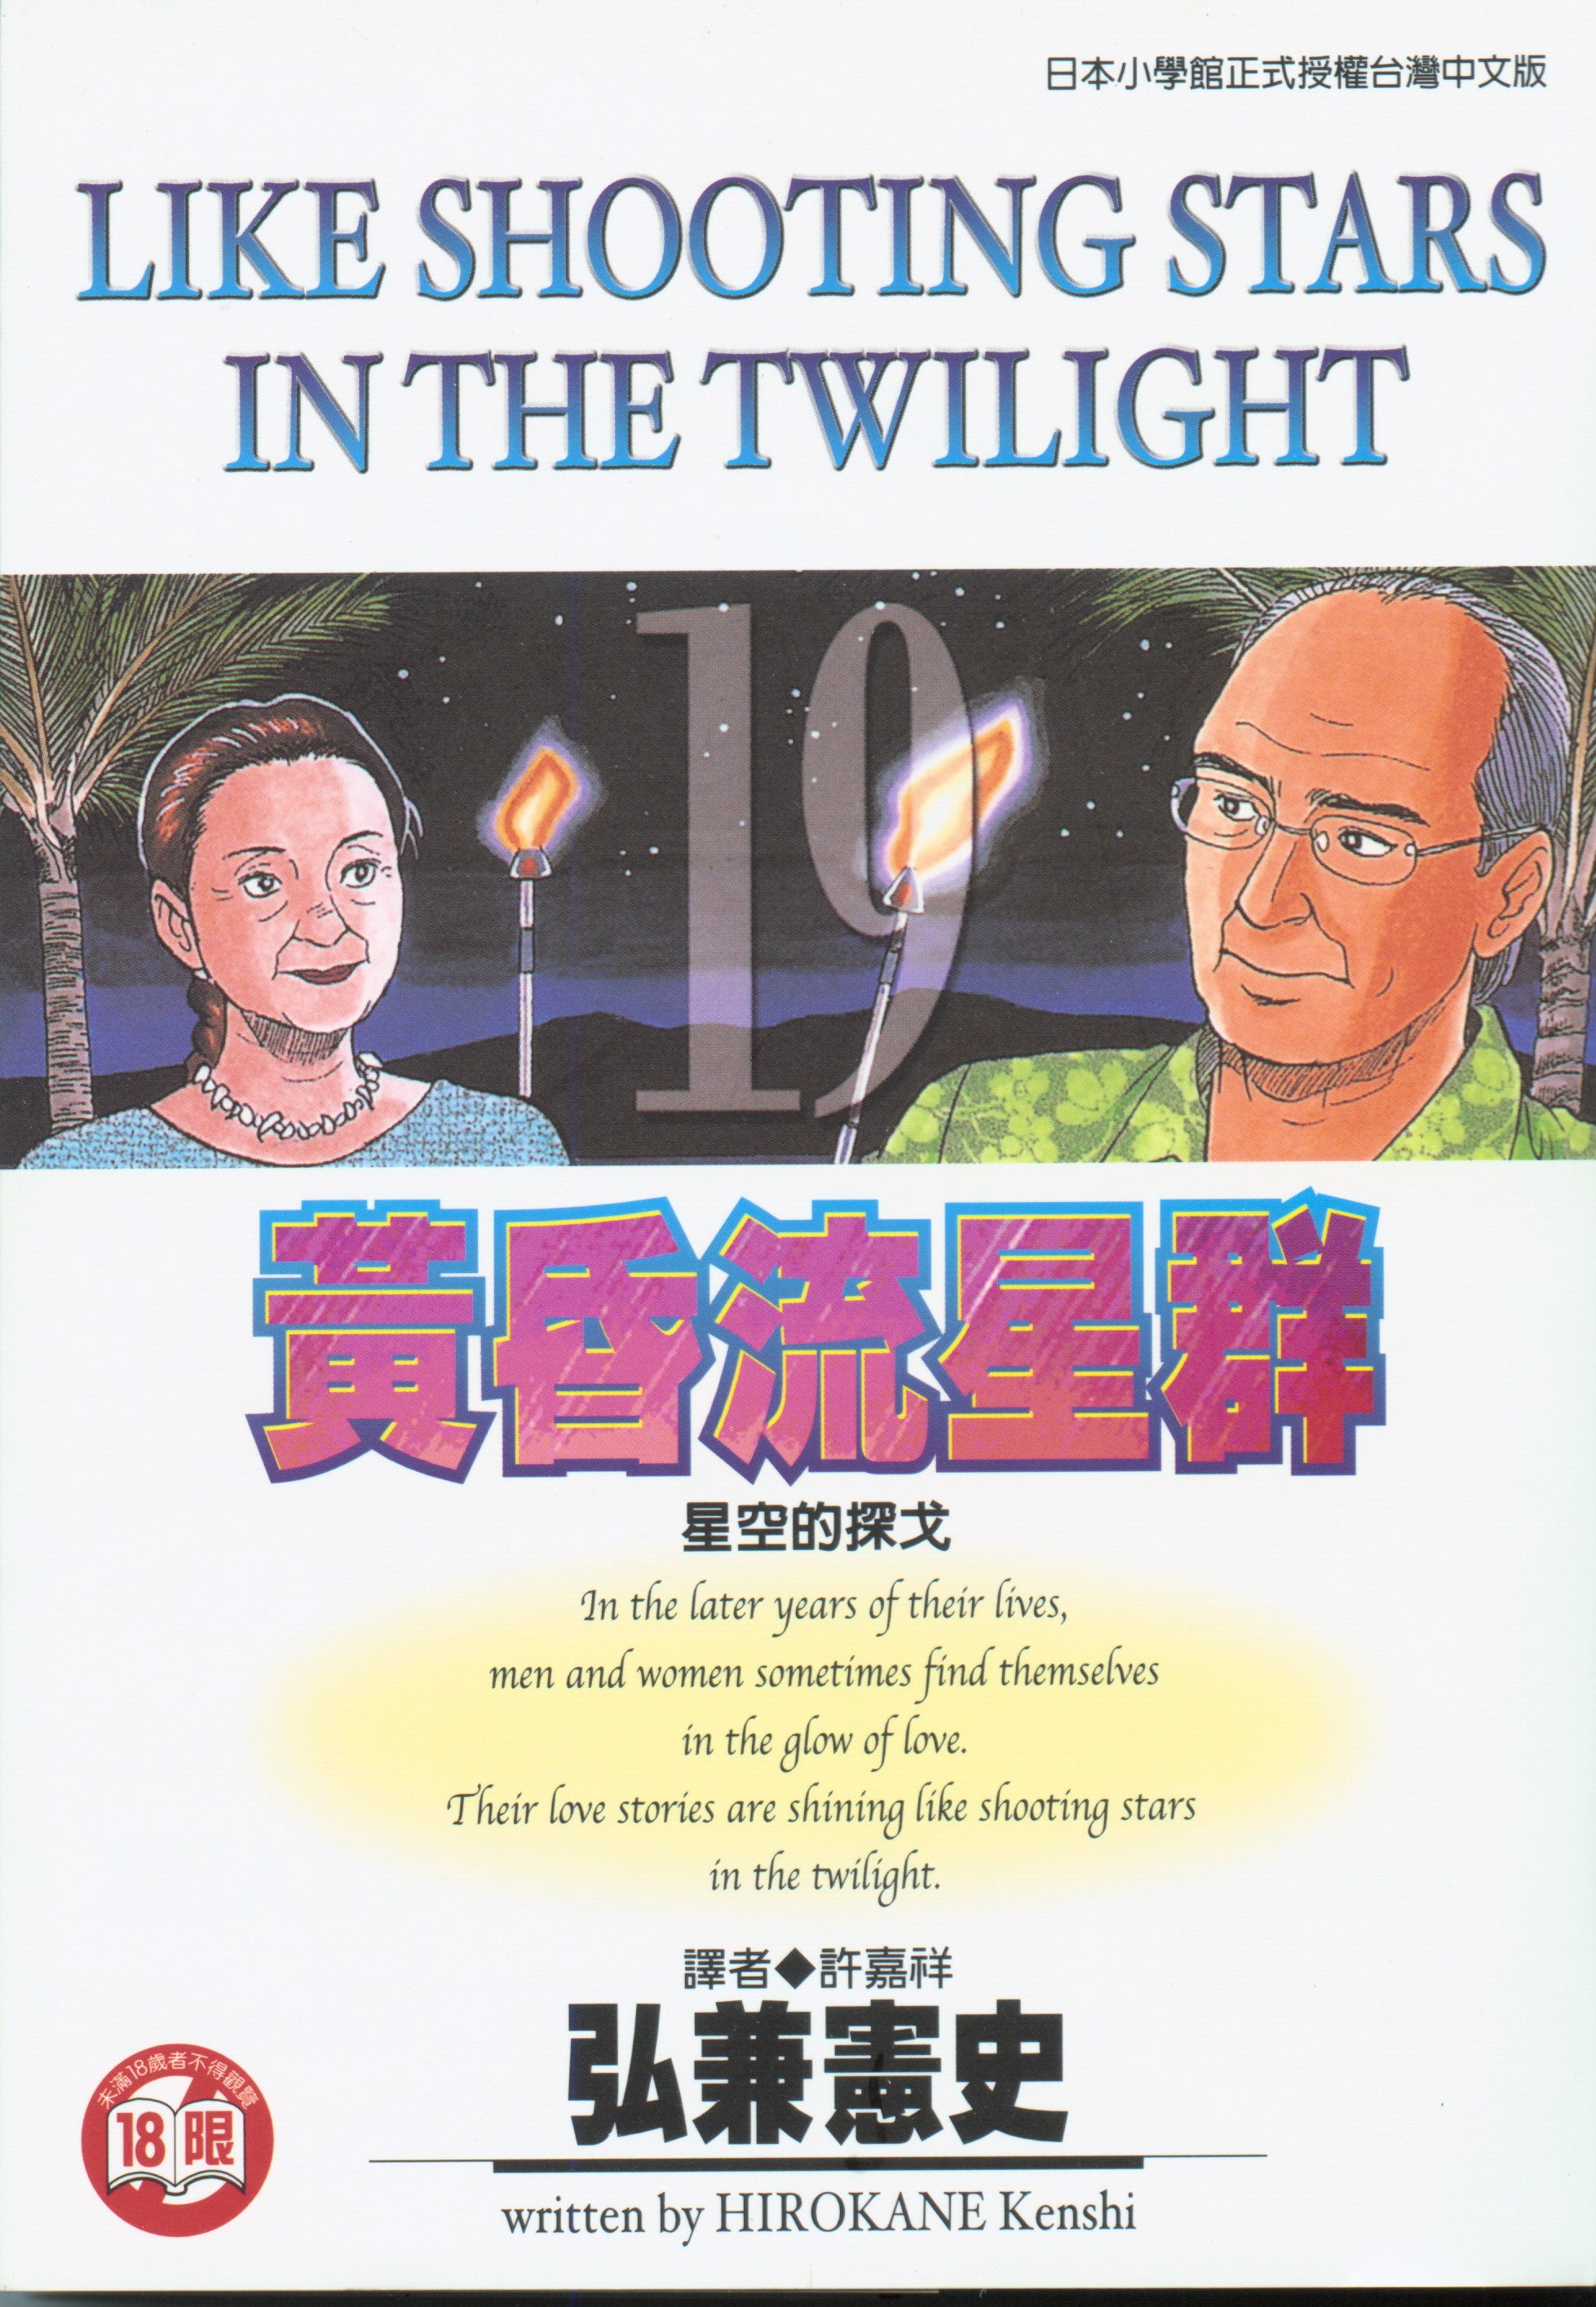 日本小學館正式授權台灣中文版
LIKE SHOOTING STARS
IN THE TWILIGHT
19
黃昏流星群
星空的探戈
In the later years of their lives,
men and women sometimes find themselves
in the glow of love.
Their love stories are shining like shooting stars
in the twilight.
譯者◆許嘉祥
弘兼憲史
未滿18歲者不得觀覽
18限
written by HIROKANE Kenshi